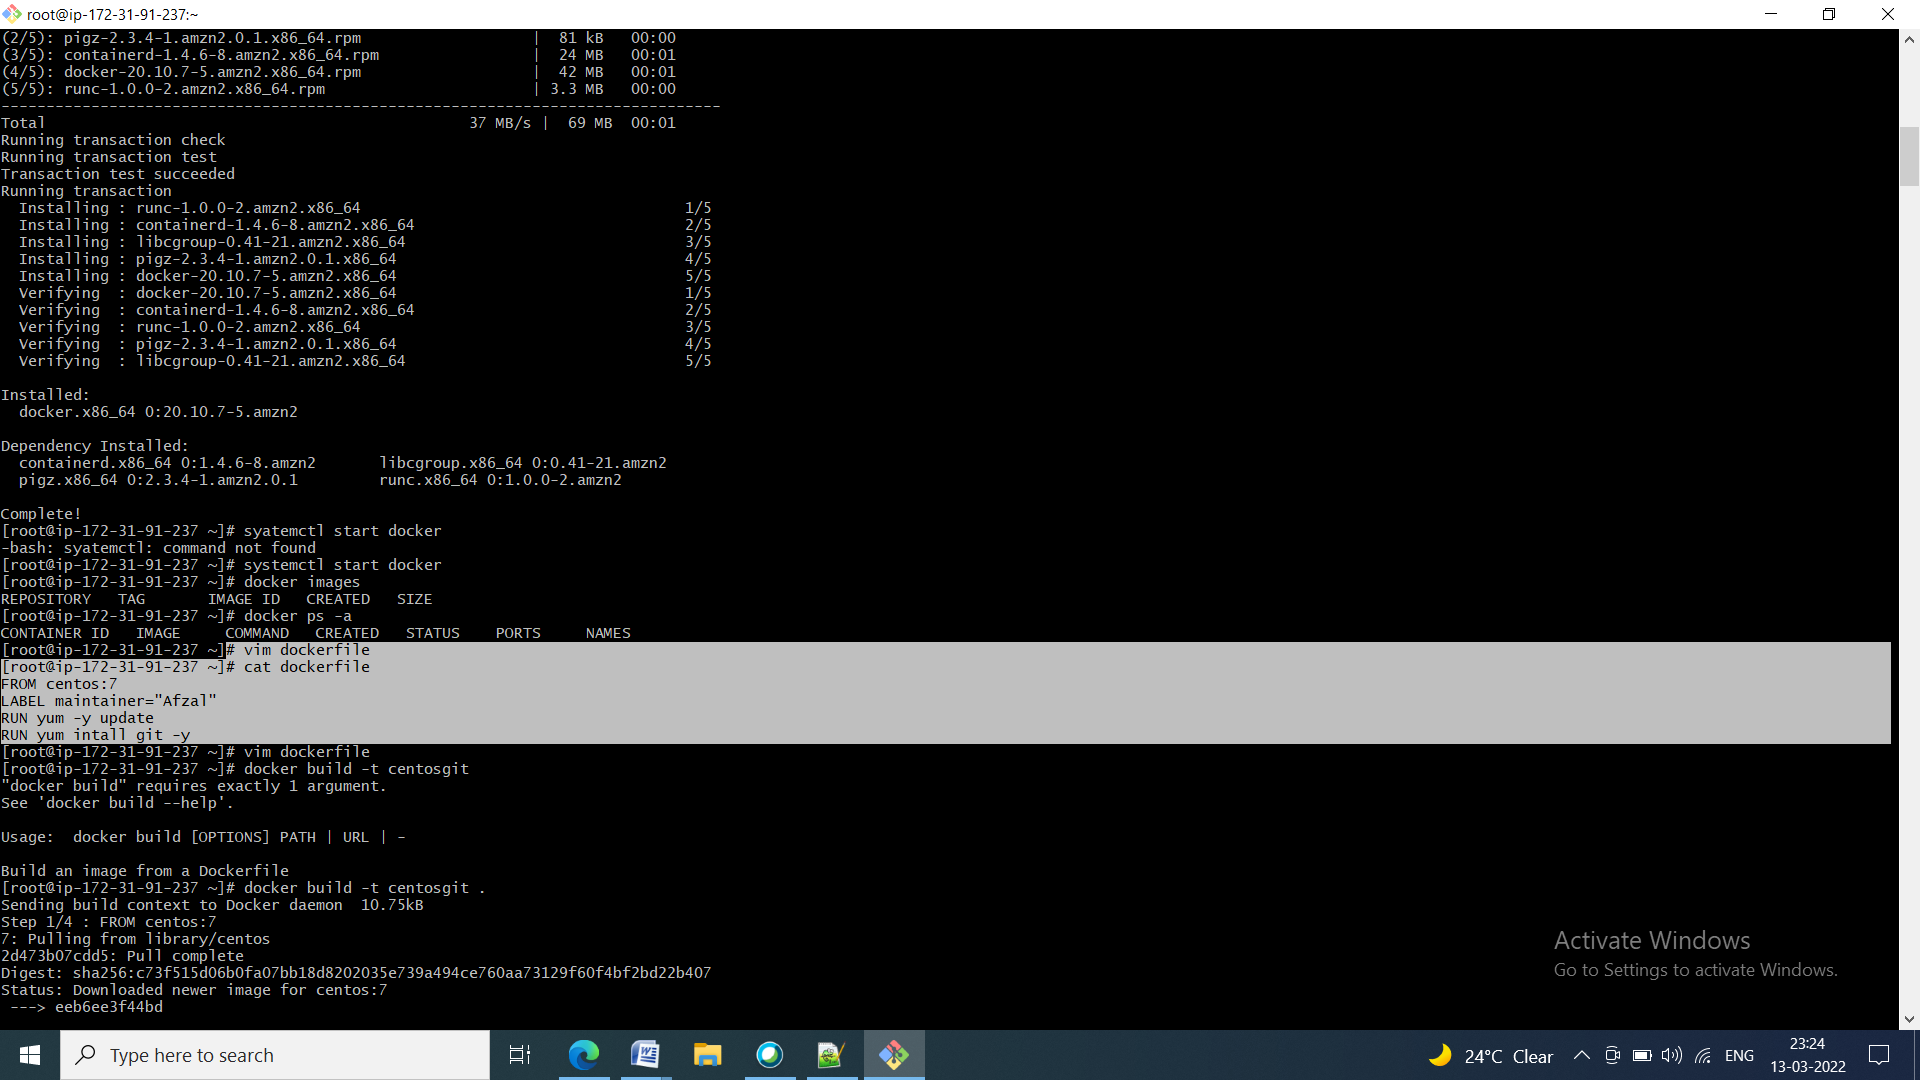 root@ip-172-31-91-237:~
(2/5): pigz-2.3.4-1.amzn2.0.1.x86_64.rpm | 81 kB 00:00
(3/5): containerd-1.4.6-8.amzn2.x86_64.rpm | 24 MB 00:01
(4/5): docker-20.10.7-5.amzn2.x86_64.rpm | 42 MB 00:01
(5/5): runc-1.0.0-2.amzn2.x86_64.rpm | 3.3 MB 00:00
--------------------------------------------------------------------------------
Total 37 MB/s | 69 MB 00:01
Running transaction check
Running transaction test
Transaction test succeeded
Running transaction
Installing : runc-1.0.0-2.amzn2.x86_64 1/5
Installing : containerd-1.4.6-8.amzn2.x86_64 2/5
Installing : libcgroup-0.41-21.amzn2.x86_64 3/5
Installing : pigz-2.3.4-1.amzn2.0.1.x86_64 4/5
Installing : docker-20.10.7-5.amzn2.x86_64 5/5
Verifying : docker-20.10.7-5.amzn2.x86_64 1/5
Verifying : containerd-1.4.6-8.amzn2.x86_64 2/5
Verifying : runc-1.0.0-2.amzn2.x86_64 3/5
Verifying : pigz-2.3.4-1.amzn2.0.1.x86_64 4/5
Verifying : libcgroup-0.41-21.amzn2.x86_64 5/5
Installed:
docker.x86_64 0:20.10.7-5.amzn2
Dependency Installed:
containerd.x86_64 0:1.4.6-8.amzn2 libcgroup.x86_64 0:0.41-21.amzn2
pigz.x86_64 0:2.3.4-1.amzn2.0.1 runc.x86_64 0:1.0.0-2.amzn2
Complete!
[root@ip-172-31-91-237 ~]# syatemctl start docker
-bash: syatemctl: command not found
[root@ip-172-31-91-237 ~]# systemctl start docker
[root@ip-172-31-91-237 ~]# docker images
REPOSITORY TAG IMAGE ID CREATED SIZE
[root@ip-172-31-91-237 ~]# docker ps -a
CONTAINER ID IMAGE COMMAND CREATED STATUS PORTS NAMES
[root@ip-172-31-91-237 ~]# vim dockerfile
[root@ip-172-31-91-237 ~]# cat dockerfile
FROM centos:7
LABEL maintainer="Afzal"
RUN yum -y update
RUN yum intall git -y
[root@ip-172-31-91-237 ~]# vim dockerfile
[root@ip-172-31-91-237 ~]# docker build -t centosgit
"docker build" requires exactly 1 argument.
See 'docker build --help'.
Usage: docker build [OPTIONS] PATH | URL | -
Build an image from a Dockerfile
[root@ip-172-31-91-237 ~]# docker build -t centosgit .
Sending build context to Docker daemon 10.75kB
Step 1/4 : FROM centos:7
7: Pulling from library/centos
2d473b07cdd5: Pull complete
Digest: sha256:c73f515d06b0fa07bb18d8202035e739a494ce760aa73129f60f4bf2bd22b407
Status: Downloaded newer image for centos:7
---> eeb6ee3f44bd
Activate Windows
Go to Settings to activate Windows.
Type here to search
24°C Clear
ENG
23:24
13-03-2022